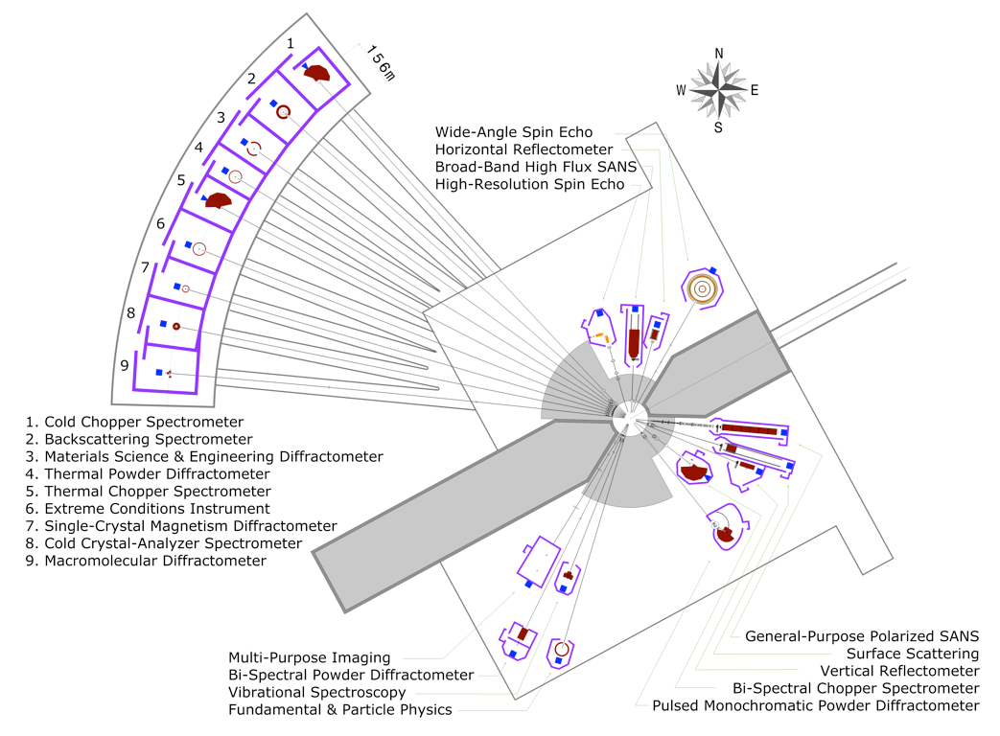 1
156m
2
N
W
E
S
3
4
5
6
7
8
9
Wide-Angle Spin Echo
Horizontal Reflectometer
Broad-Band High Flux SANS
High-Resolution Spin Echo
1. Cold Chopper Spectrometer
2. Backscattering Spectrometer
3. Materials Science & Engineering Diffractometer
4. Thermal Powder Diffractometer
5. Thermal Chopper Spectrometer
6. Extreme Conditions Instrument
7. Single-Crystal Magnetism Diffractometer
8. Cold Crystal-Analyzer Spectrometer
9. Macromolecular Diffractometer
Multi-Purpose Imaging
Bi-Spectral Powder Diffractometer
Vibrational Spectroscopy
Fundamental & Particle Physics
General-Purpose Polarized SANS
Surface Scattering
Vertical Reflectometer
Bi-Spectral Chopper Spectrometer
Pulsed Monochromatic Powder Diffractometer